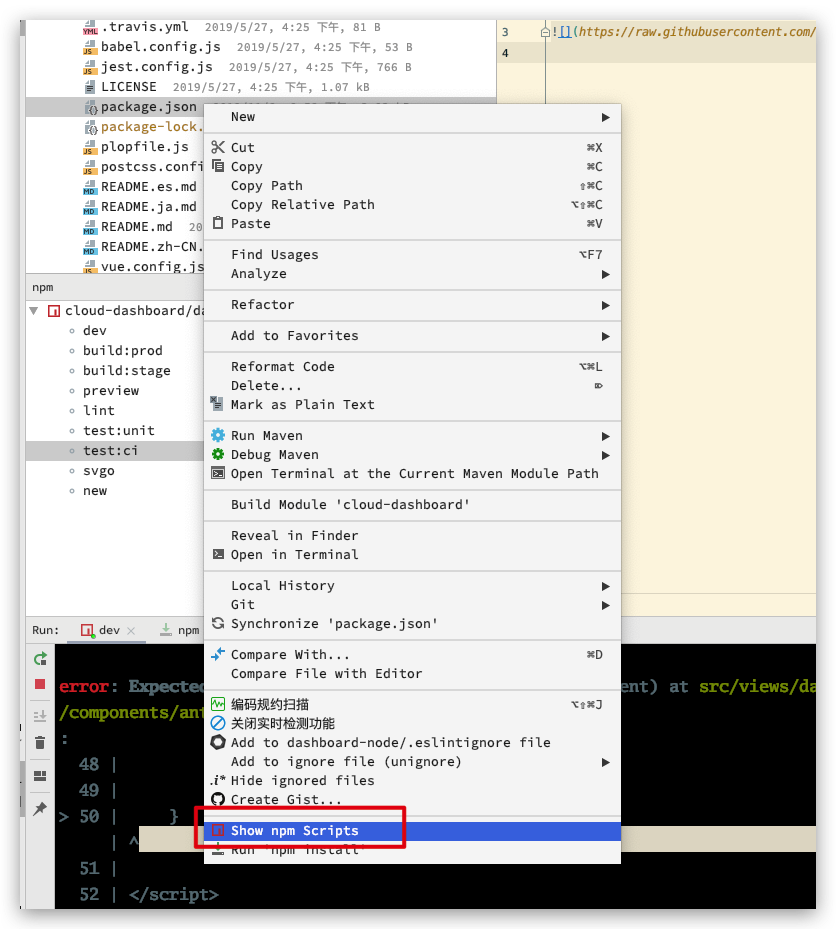 .travis.yml 2019/5/27, 4:25 下午, 81 B
babel.config.js 2019/5/27, 4:25 下午, 53 B
jest.config.js 2019/5/27, 4:25 下午, 766 B
LICENSE 2019/5/27, 4:25 下午, 1.07 kB
package.json
package-lock.
plopfile.js
postcss.confi
README.es.md
README.ja.md
README.md 20
README.zh-CN.
vue.config.js
3 ![](https://raw.githubusercontent.com/
4
npm
cloud-dashboard/da
dev
build:prod
build:stage
preview
lint
test:unit
test:ci
svgo
new
New
Cut ⌘X
Copy ⌘C
Copy Path ⇧⌘C
Copy Relative Path ⌥⇧⌘C
Paste ⌘V
Find Usages ⌥F7
Analyze
Refactor
Add to Favorites
Reformat Code ⌥⌘L
Delete... ⌦
Mark as Plain Text
Run Maven
Debug Maven
Open Terminal at the Current Maven Module Path
Build Module 'cloud-dashboard'
Reveal in Finder
Open in Terminal
Local History
Git
Synchronize 'package.json'
Compare With... ⌘D
Compare File with Editor
编码规约扫描 ⌥⇧⌘J
关闭实时检测功能
Add to dashboard-node/.eslintignore file
Add to ignore file (unignore)
.i* Hide ignored files
Create Gist...
Show npm Scripts
Run 'npm install'
Run: dev npm
error: Expected ent) at src/views/da
/components/ant
:
48 |
49 |
> 50 | }
| ^
51 |
52 | </script>